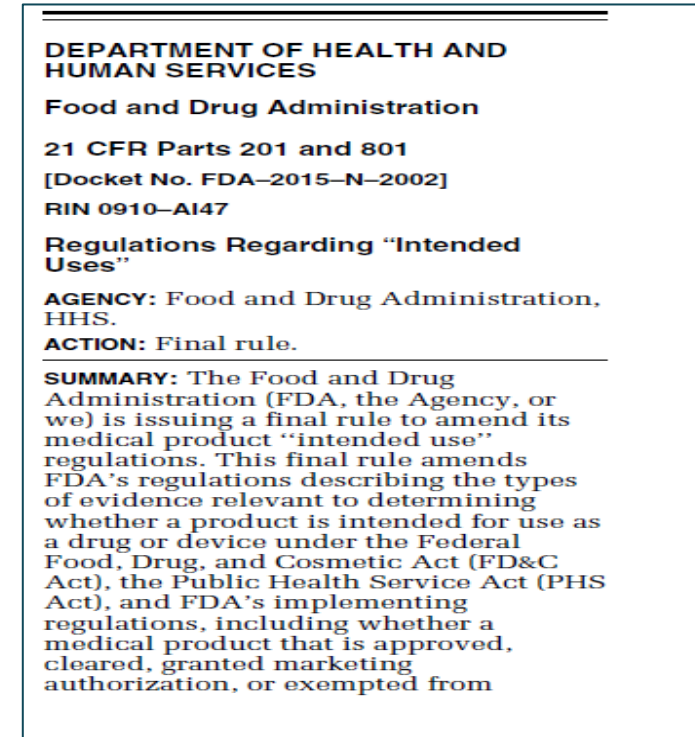 DEPARTMENT OF HEALTH AND
HUMAN SERVICES
Food and Drug Administration
21 CFR Parts 201 and 801
[Docket No. FDA–2015–N–2002]
RIN 0910–AI47
Regulations Regarding “Intended
Uses”
AGENCY: Food and Drug Administration,
HHS.
ACTION: Final rule.
SUMMARY: The Food and Drug
Administration (FDA, the Agency, or
we) is issuing a final rule to amend its
medical product ‘‘intended use’’
regulations. This final rule amends
FDA’s regulations describing the types
of evidence relevant to determining
whether a product is intended for use as
a drug or device under the Federal
Food, Drug, and Cosmetic Act (FD&C
Act), the Public Health Service Act (PHS
Act), and FDA’s implementing
regulations, including whether a
medical product that is approved,
cleared, granted marketing
authorization, or exempted from